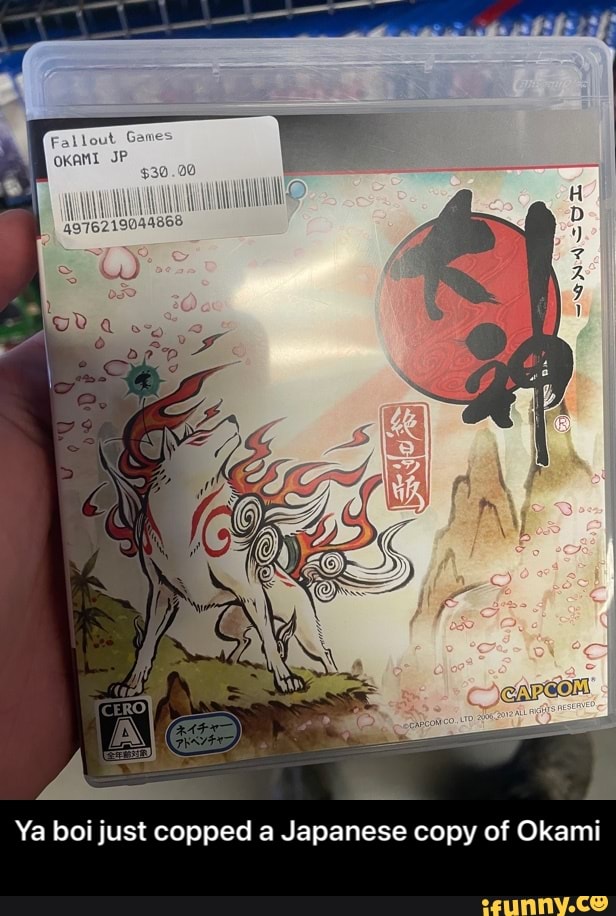 Fallout Games
OKAMI JP
$30.00
4976219044868
HDリマスター
大神
®
絶景版
CAPCOM
©CAPCOM CO., LTD. 2006, 2012 ALL RIGHTS RESERVED.
CERO
A
全年齢対象
ネイチャー
アドベンチャー
Ya boi just copped a Japanese copy of Okami
ifunny.co